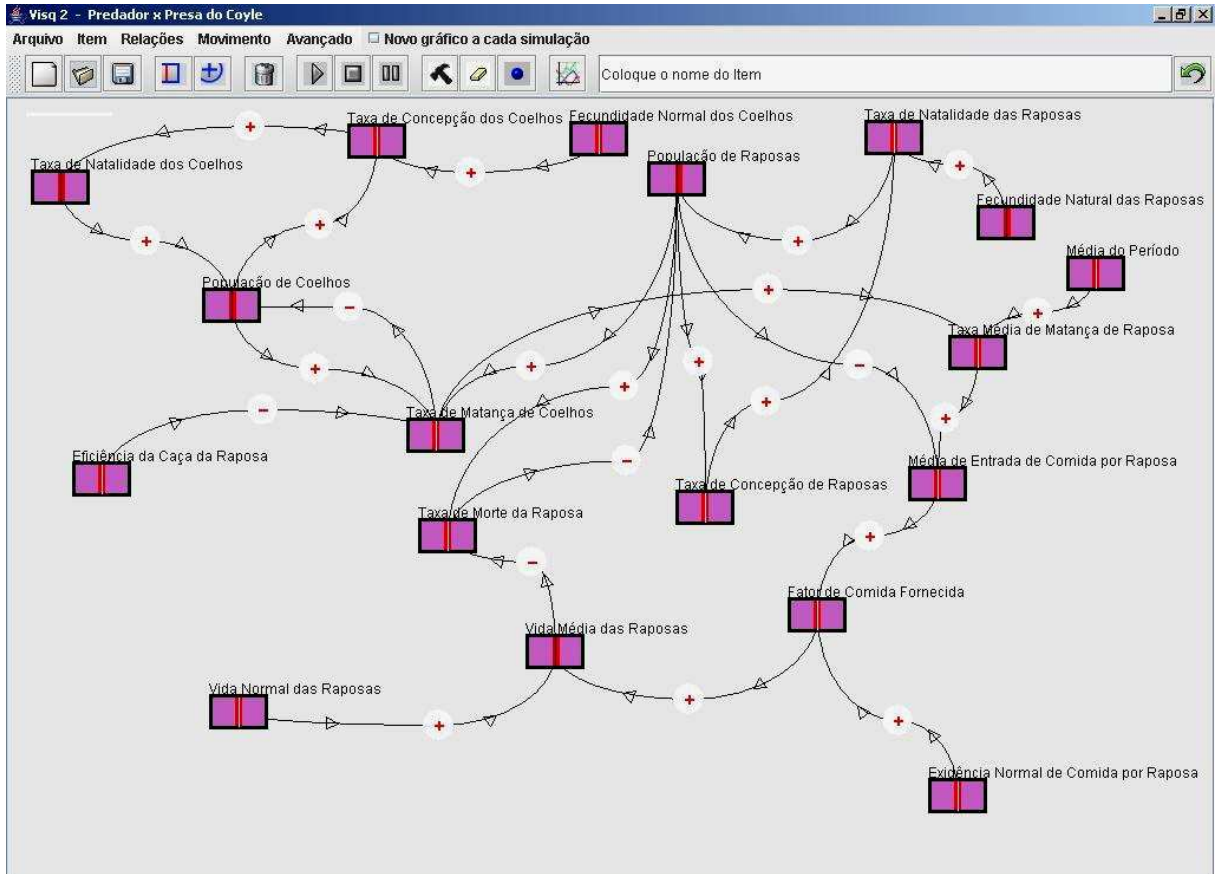 Visq 2 - Predador x Presa do Coyle
Arquivo Item Relações Movimento Avançado Novo gráfico a cada simulação
Coloque o nome do Item
Taxa de Concepção dos Coelhos
Fecundidade Normal dos Coelhos
Taxa de Natalidade das Raposas
+
Taxa de Natalidade dos Coelhos
População de Raposas
+
+
Fecundidade Natural das Raposas
+
+
+
Média do Período
População de Coelhos
+
-
+
Taxa Média de Matança de Raposa
+
+
+
+
-
+
-
Taxa de Matança de Coelhos
+
Eficiência da Caça da Raposa
-
Média de Entrada de Comida por Raposa
Taxa de Concepção de Raposas
Taxa de Morte da Raposa
+
-
Fator de Comida Fornecida
Vida Média das Raposas
Vida Normal das Raposas
+
+
+
Exigência Normal de Comida por Raposa